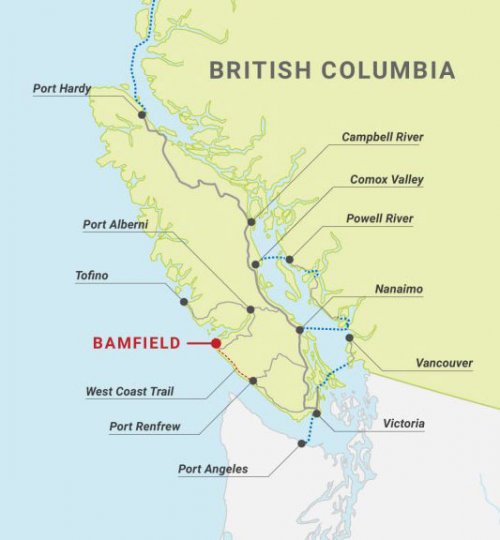 BRITISH COLUMBIA
Port Hardy
Campbell River
Comox Valley
Powell River
Port Alberni
Tofino
Nanaimo
BAMFIELD
Vancouver
West Coast Trail
Port Renfrew
Victoria
Port Angeles